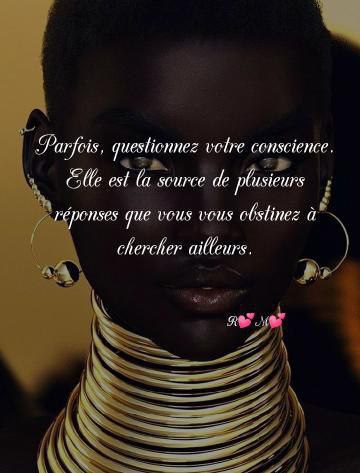 Parfois, questionnez votre conscience.
Elle est la source de plusieurs
réponses que vous vous obstinez à
chercher ailleurs.
R💕M💕